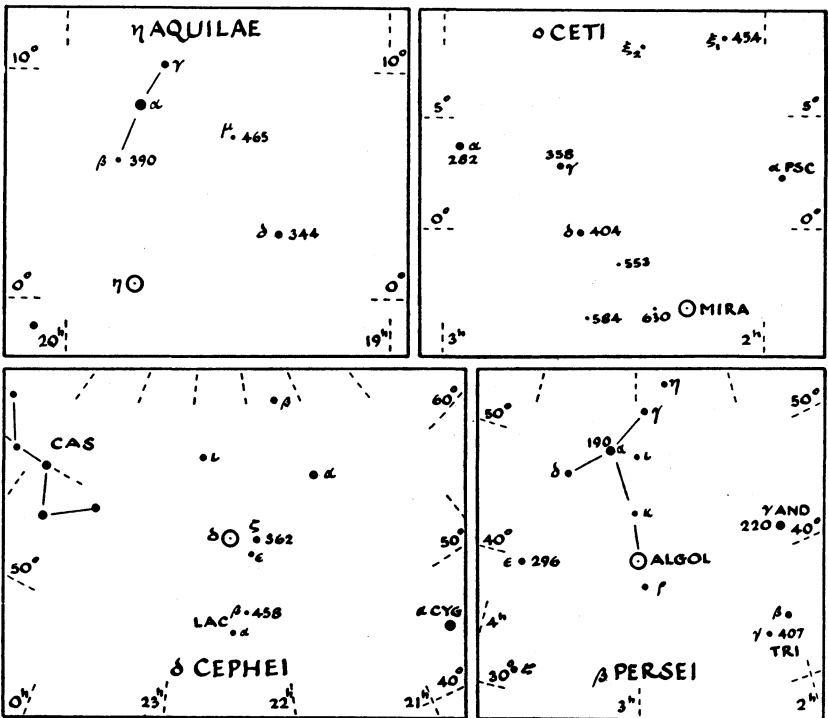 η AQUILAE
10° γ 10°
α
μ 465
β 390
δ 344
0° η 0°
20ʰ 19ʰ
ο CETI
ξ₂ ξ₁ 454
5° 5°
α 282
358 γ
α PSC
0° δ 404 0°
553
584 630 MIRA
3ʰ 2ʰ
β 60°
CAS
ι α
δ ζ 362
ε
50° 50°
β 458
LAC α
α CYG
δ CEPHEI
40°
0ʰ 23ʰ 22ʰ 21ʰ
η
50° γ 50°
190 α ι
δ
κ
γ AND
220
40° 40°
ε 296 ALGOL
ρ
4ʰ β
γ 407
TRI
30°
β PERSEI
3ʰ 2ʰ